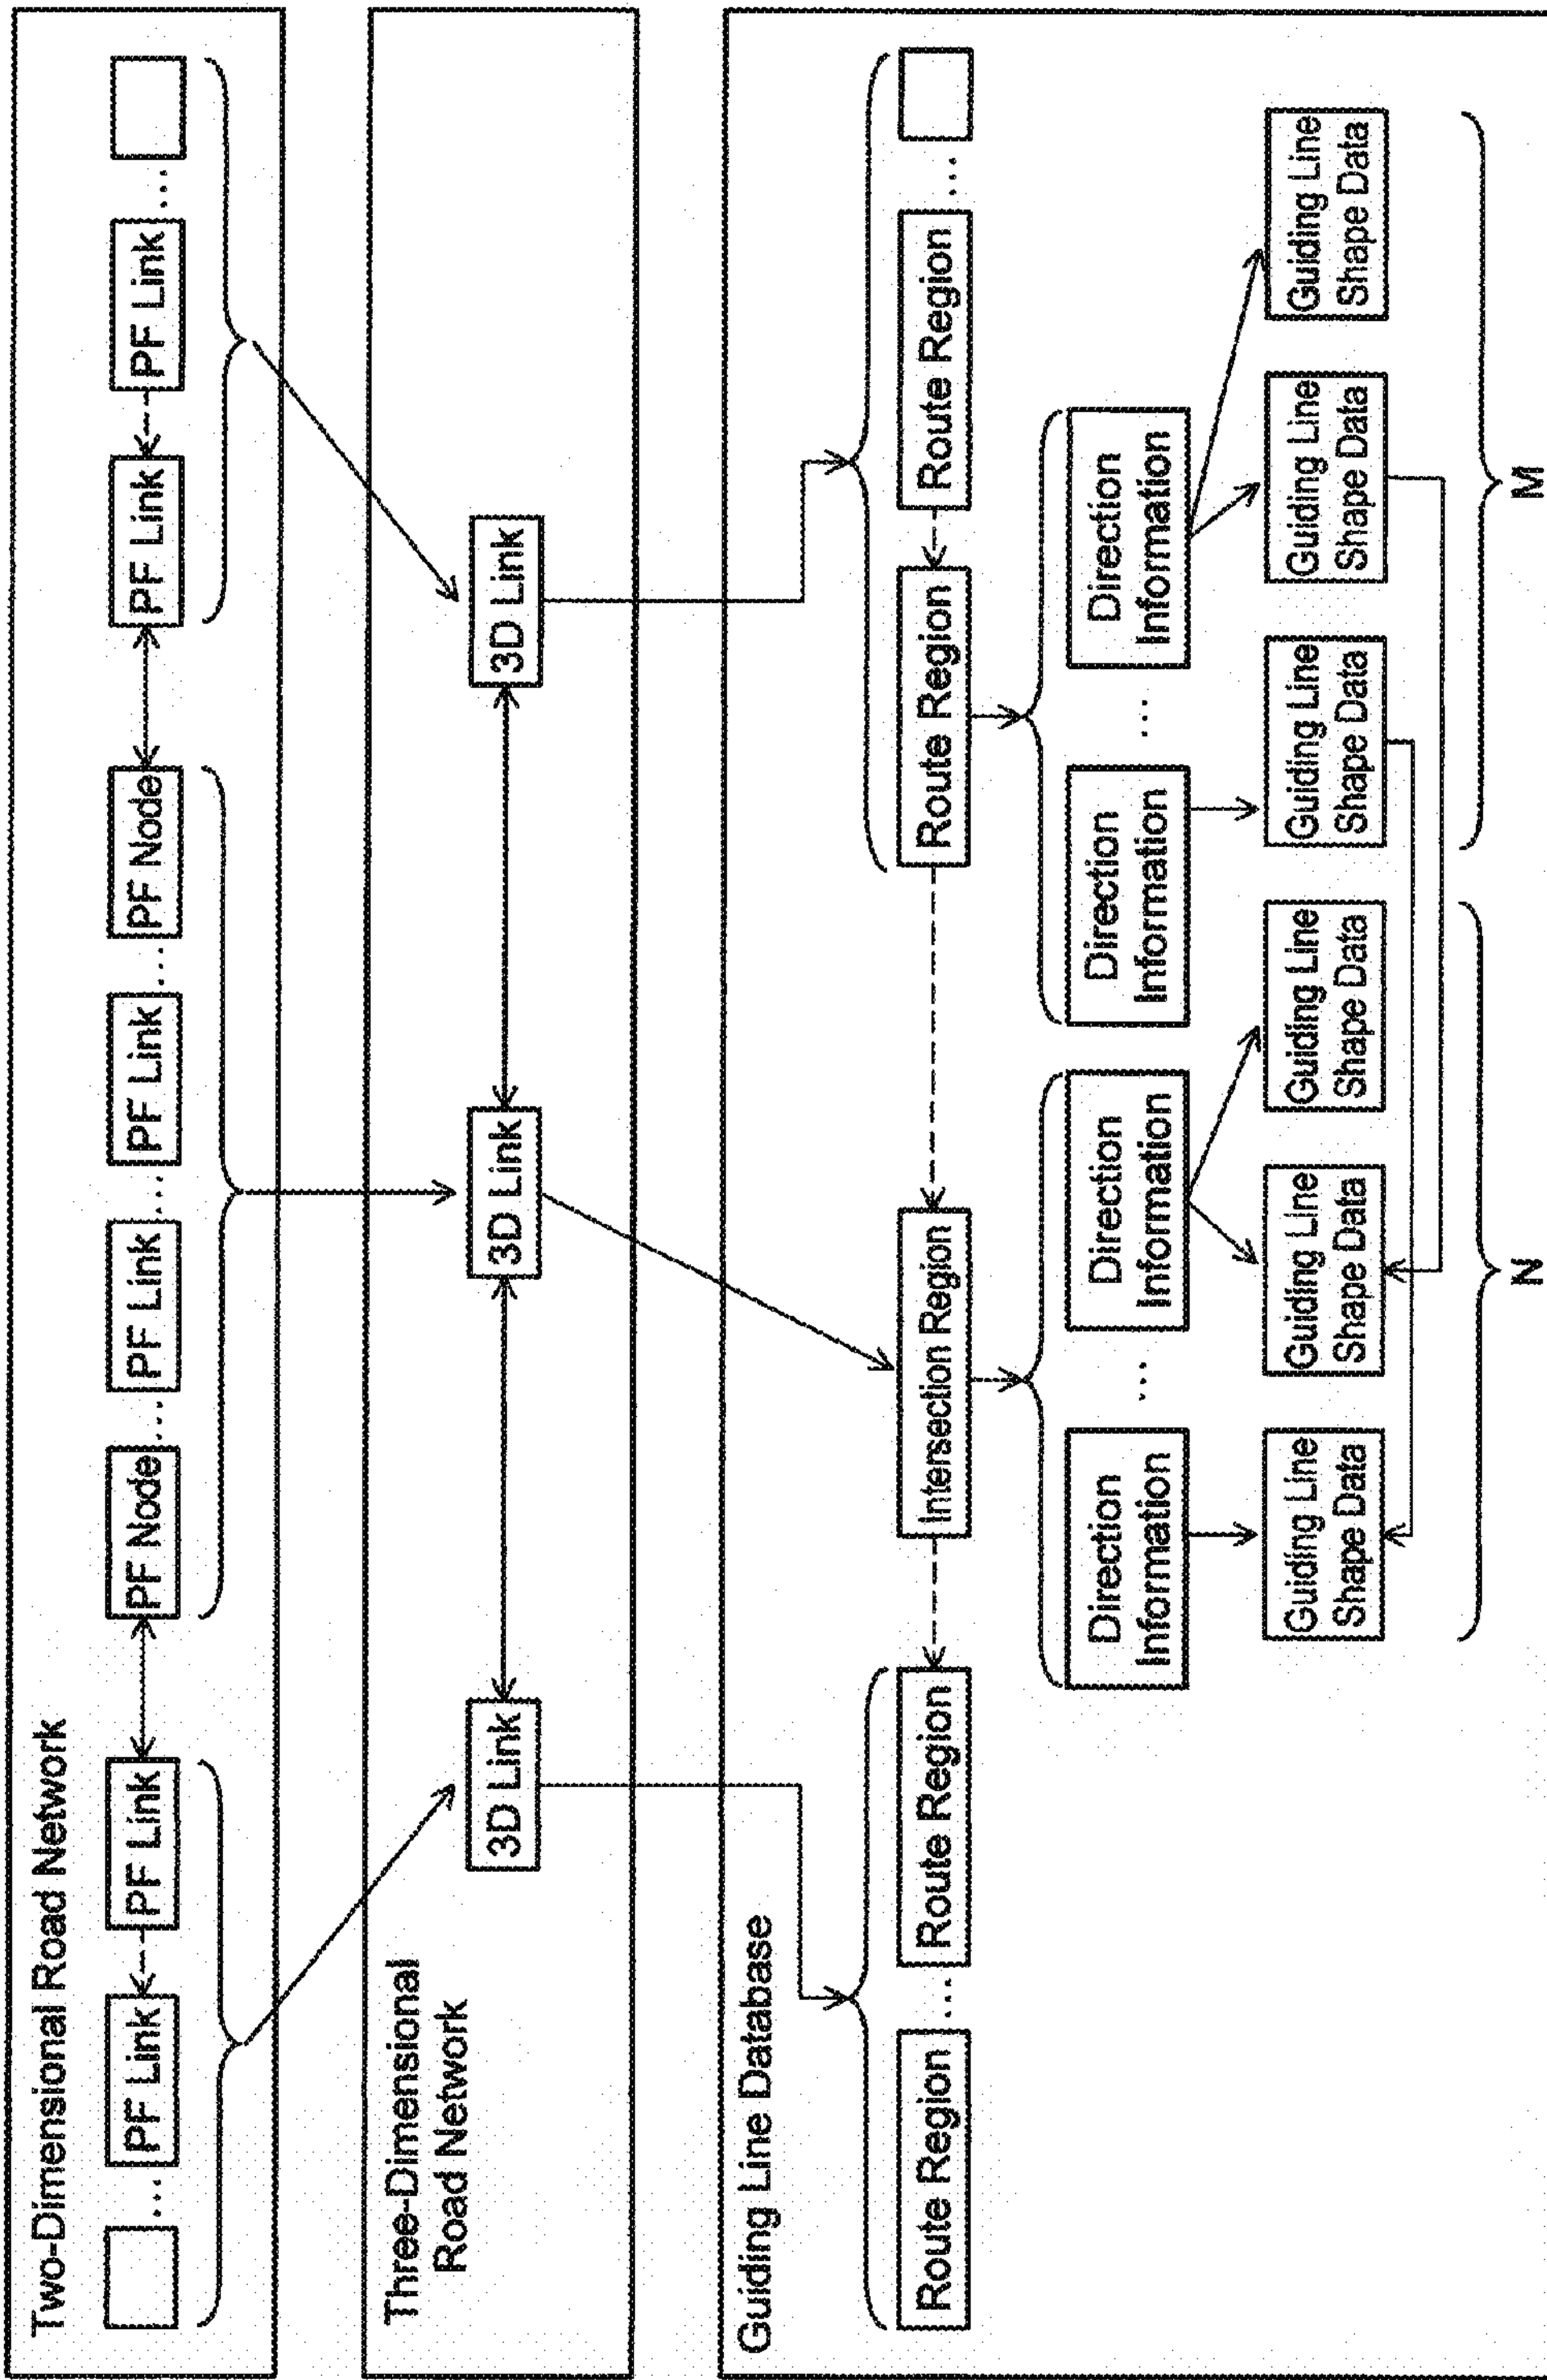 Two-Dimensional Road Network
...
PF Link
PF Link
PF Node
...
PF Link
...
PF Link
...
PF Node
PF Link
PF Link
...
Three-Dimensional
Road Network
3D Link
3D Link
3D Link
Guiding Line Database
Route Region
...
Route Region
Intersection Region
Route Region
Route Region
...
Direction
Information
...
Direction
Information
Direction
Information
...
Direction
Information
Guiding Line
Shape Data
Guiding Line
Shape Data
Guiding Line
Shape Data
Guiding Line
Shape Data
Guiding Line
Shape Data
Guiding Line
Shape Data
N
M